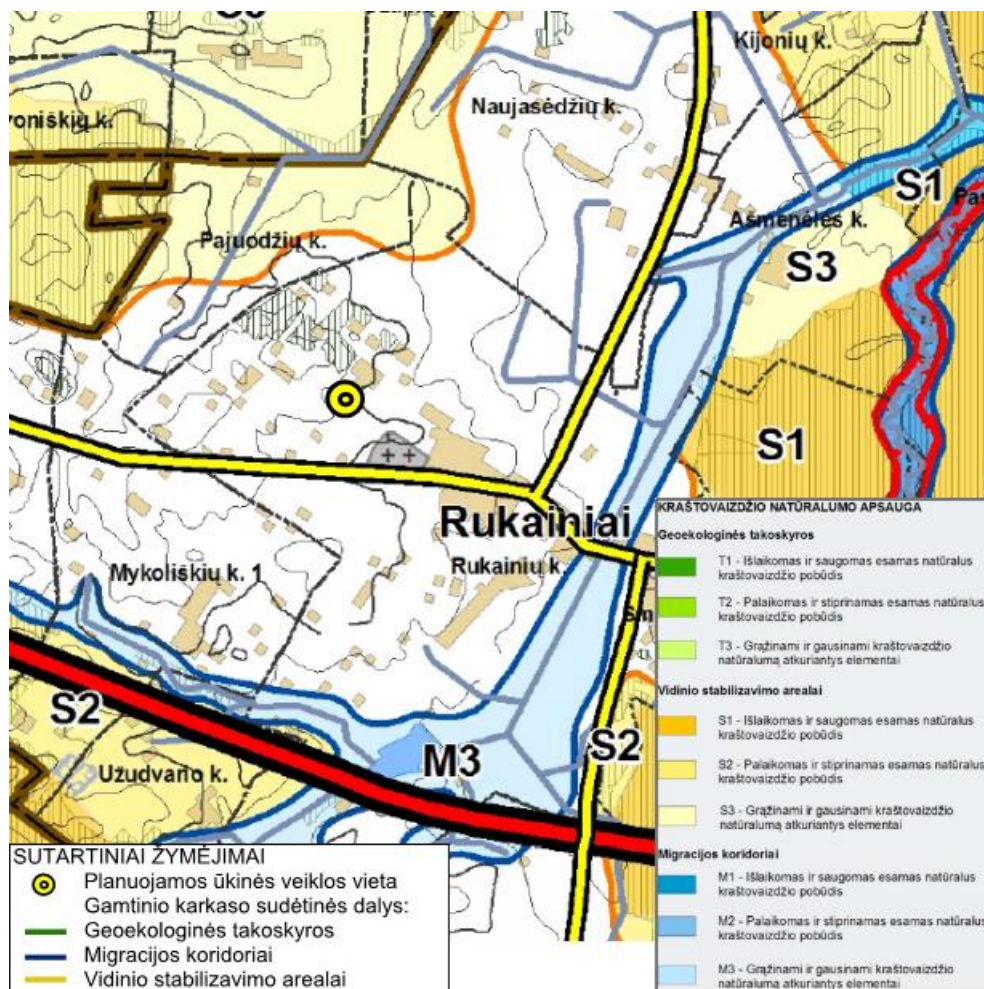 Kijonių k.
Naujasėdžių k.
S1
Ašmenėlės k.
Pajuodžių k.
S3
S1
Rukainiai
Rukainių k.
Mykoliškių k. 1
S2
S2
M3
Užudvario k.
KRAŠTOVAIZDŽIO NATŪRALUMO APSAUGA
Geoekologinės takoskyros
T1 - Išlaikomas ir saugomas esamas natūralus
kraštovaizdžio pobūdis
T2 - Palaikomas ir stiprinamas esamas natūralus
kraštovaizdžio pobūdis
T3 - Grąžinami ir gausinami kraštovaizdžio
natūralumą atkuriantys elementai
Vidinio stabilizavimo arealai
S1 - Išlaikomas ir saugomas esamas natūralus
kraštovaizdžio pobūdis
S2 - Palaikomas ir stiprinamas esamas natūralus
kraštovaizdžio pobūdis
S3 - Grąžinami ir gausinami kraštovaizdžio
natūralumą atkuriantys elementai
Migracijos koridoriai
M1 - Išlaikomas ir saugomas esamas natūralus
kraštovaizdžio pobūdis
M2 - Palaikomas ir stiprinamas esamas natūralus
kraštovaizdžio pobūdis
M3 - Grąžinami ir gausinami kraštovaizdžio
natūralumą atkuriantys elementai
SUTARTINIAI ŽYMĖJIMAI
Planuojamos ūkinės veiklos vieta
Gamtinio karkaso sudėtinės dalys:
Geoekologinės takoskyros
Migracijos koridoriai
Vidinio stabilizavimo arealai